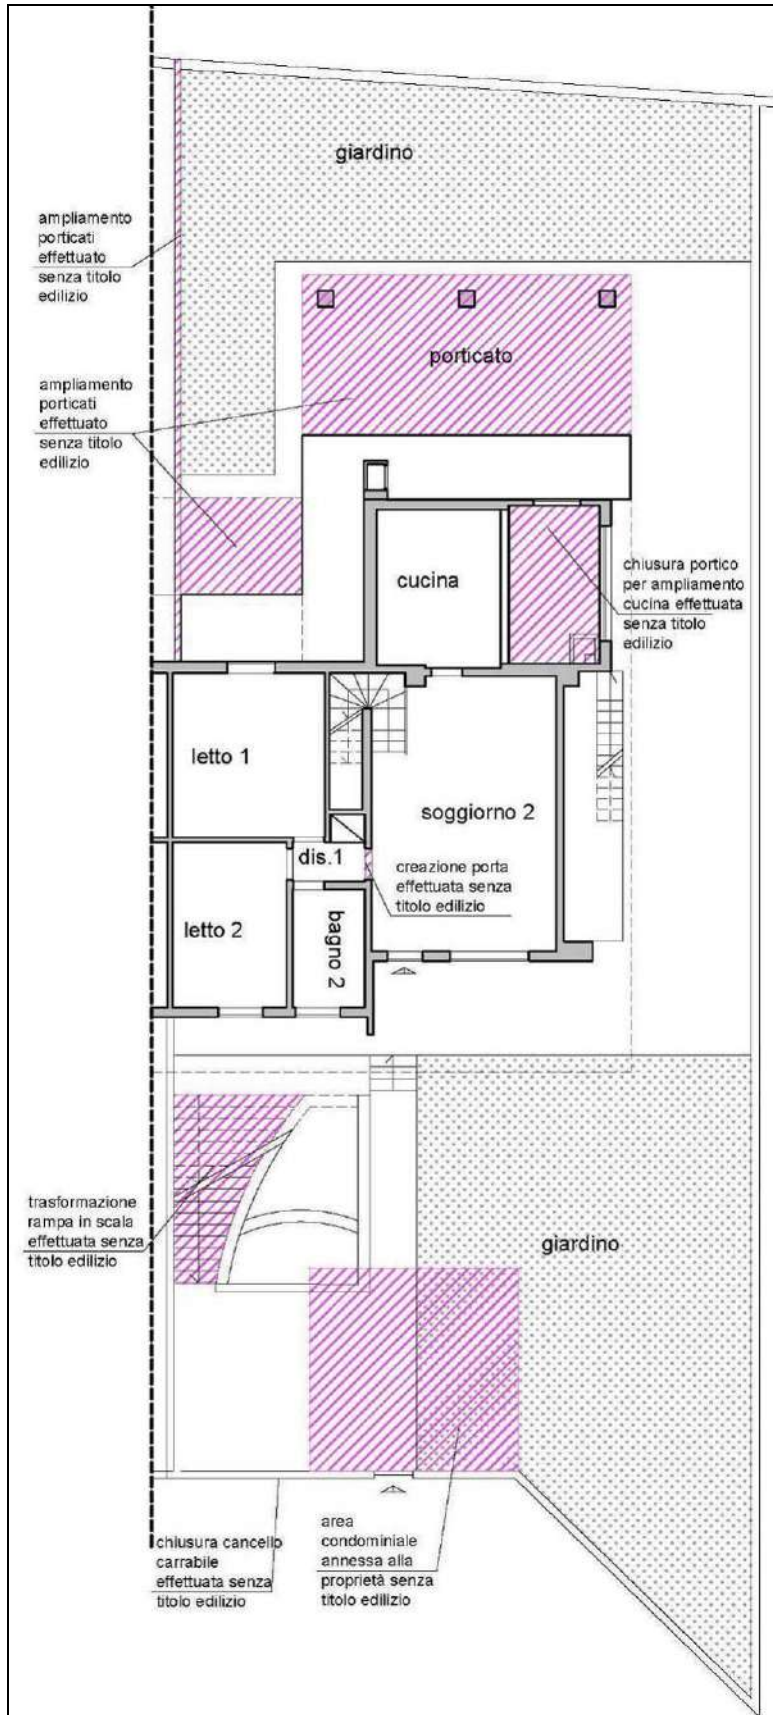 giardino
ampliamento
porticati
effettuato
senza titolo
edilizio
porticato
ampliamento
porticati
effettuato
senza titolo
edilizio
cucina
chiusura portico
per ampliamento
cucina effettuata
senza titolo
edilizio
letto 1
soggiorno 2
dis.1
creazione porta
effettuata senza
titolo edilizio
letto 2
bagno 2
trasformazione
rampa in scala
effettuata senza
titolo edilizio
giardino
chiusura cancello
carrabile
effettuata senza
titolo edilizio
area
condominiale
annessa alla
proprietà senza
titolo edilizio